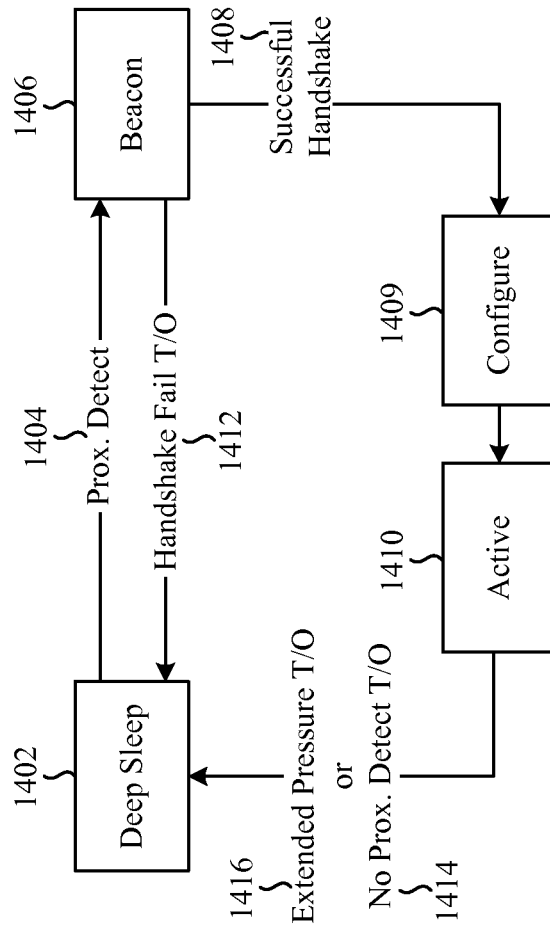 1402
Deep Sleep
1404
Prox. Detect
Handshake Fail T/O
1412
1406
Beacon
1408
Successful
Handshake
1409
Configure
1410
Active
1416
Extended Pressure T/O
or
No Prox. Detect T/O
1414